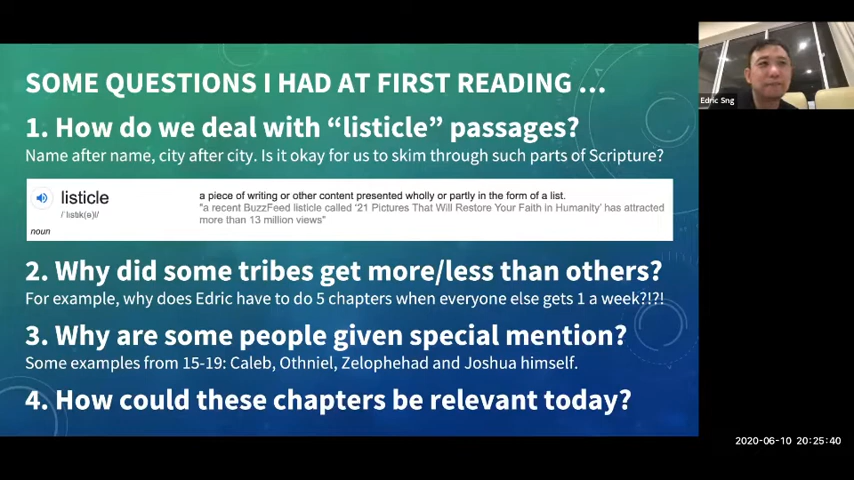 SOME QUESTIONS I HAD AT FIRST READING ...
1. How do we deal with “listicle” passages?
Name after name, city after city. Is it okay for us to skim through such parts of Scripture?
listicle
/ˈlɪstɪk(ə)l/
noun
a piece of writing or other content presented wholly or partly in the form of a list.
"a recent BuzzFeed listicle called ‘21 Pictures That Will Restore Your Faith in Humanity’ has attracted
more than 13 million views"
2. Why did some tribes get more/less than others?
For example, why does Edric have to do 5 chapters when everyone else gets 1 a week?!?!
3. Why are some people given special mention?
Some examples from 15-19: Caleb, Othniel, Zelophehad and Joshua himself.
4. How could these chapters be relevant today?
Edric Sng
2020-06-10 20:25:40